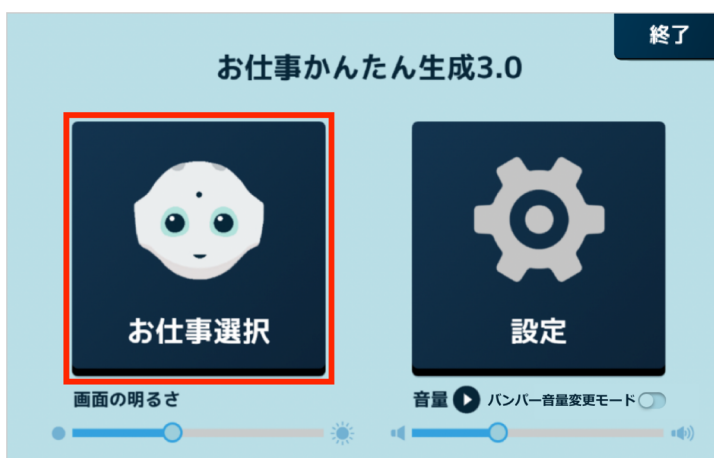 終了
お仕事かんたん生成3.0
お仕事選択
設定
画面の明るさ
音量 バンパー音量変更モード